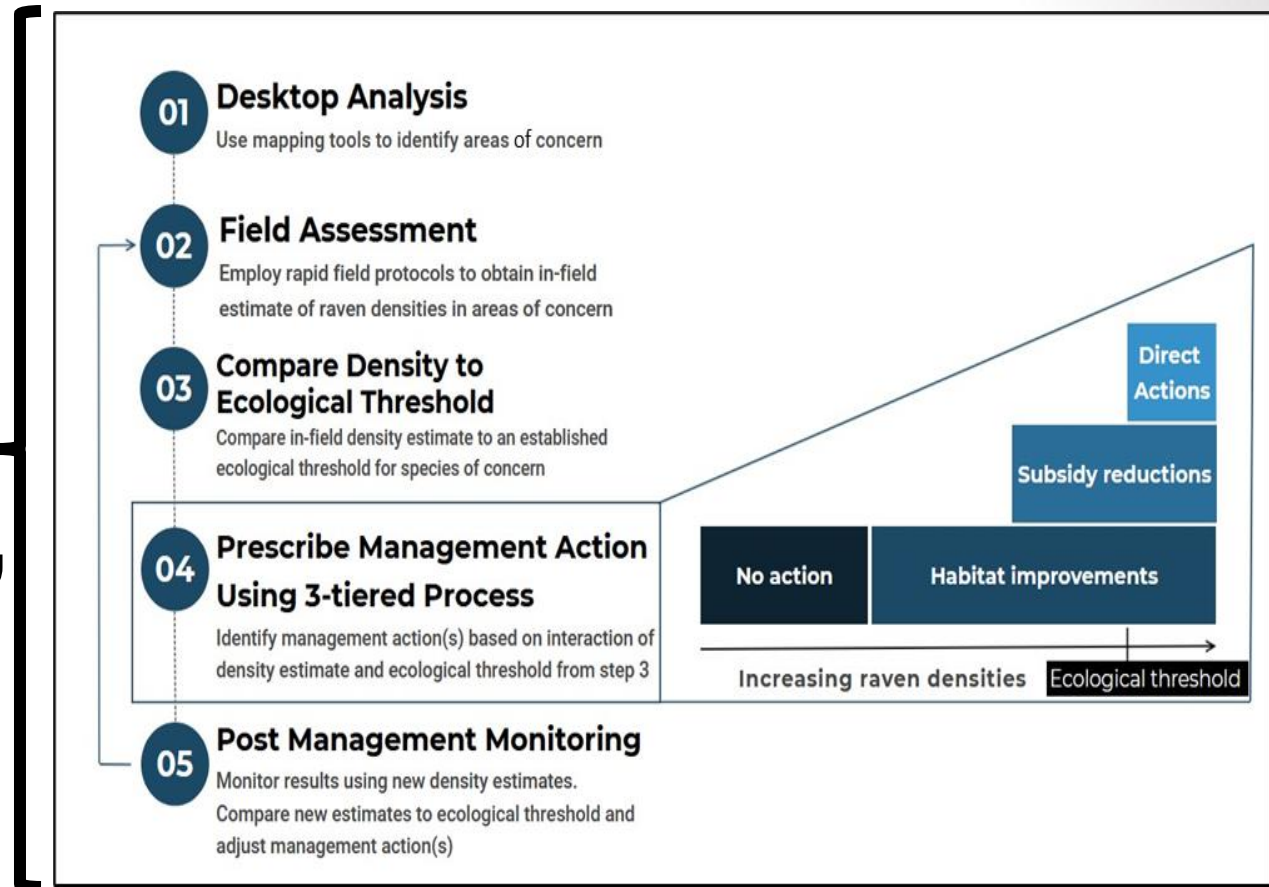 01
Desktop Analysis
Use mapping tools to identify areas of concern
02
Field Assessment
Employ rapid field protocols to obtain in-field
estimate of raven densities in areas of concern
03
Compare Density to
Ecological Threshold
Compare in-field density estimate to an established
ecological threshold for species of concern
04
Prescribe Management Action
Using 3-tiered Process
Identify management action(s) based on interaction of
density estimate and ecological threshold from step 3
05
Post Management Monitoring
Monitor results using new density estimates.
Compare new estimates to ecological threshold and
adjust management action(s)
Direct
Actions
Subsidy reductions
No action
Habitat improvements
Increasing raven densities
Ecological threshold